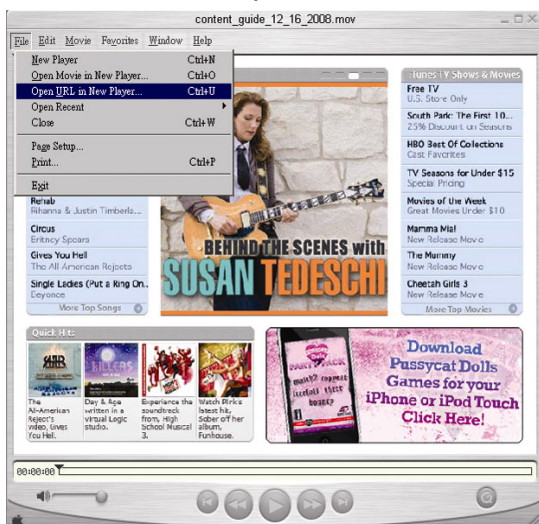 content_guide_12_16_2008.mov
File Edit Movie Favorites Window Help
New Player Ctrl+N
Open Movie in New Player... Ctrl+O
Open URL in New Player... Ctrl+U
Open Recent
Close Ctrl+W
Page Setup...
Print... Ctrl+P
Exit
Rehab
Rihanna & Justin Timberla...
Circus
Britney Spears
Gives You Hell
The All American Rejects
Single Ladies (Put a Ring On..
Beyonce
More Top Songs
BEHIND THE SCENES with
SUSAN TEDESCHI
iTunes TV Shows & Movies
Free TV
U.S. Store Only
South Park: The First 10...
25% Discount on Seasons
HBO Best Of Collections
Cast Favorites
TV Seasons for Under $15
Special Pricing
Movies of the Week
Great Movies Under $10
Mamma Mia!
New Release Movie
The Mummy
New Release Movie
Cheetah Girls 3
New Release Movie
More Top Movies
Quick Hits
The
All-American
Reject's
video, Gives
You Hell.
KILLERS
Day & Age
written in a
virtual Logic
studio.
Experience the
soundtrack
from, High
School Musical
3.
Watch P!nk's
latest hit,
Sober off her
album,
Funhouse.
PARTY PACK
Download
Pussycat Dolls
Games for your
iPhone or iPod Touch
Click Here!
00:00:00